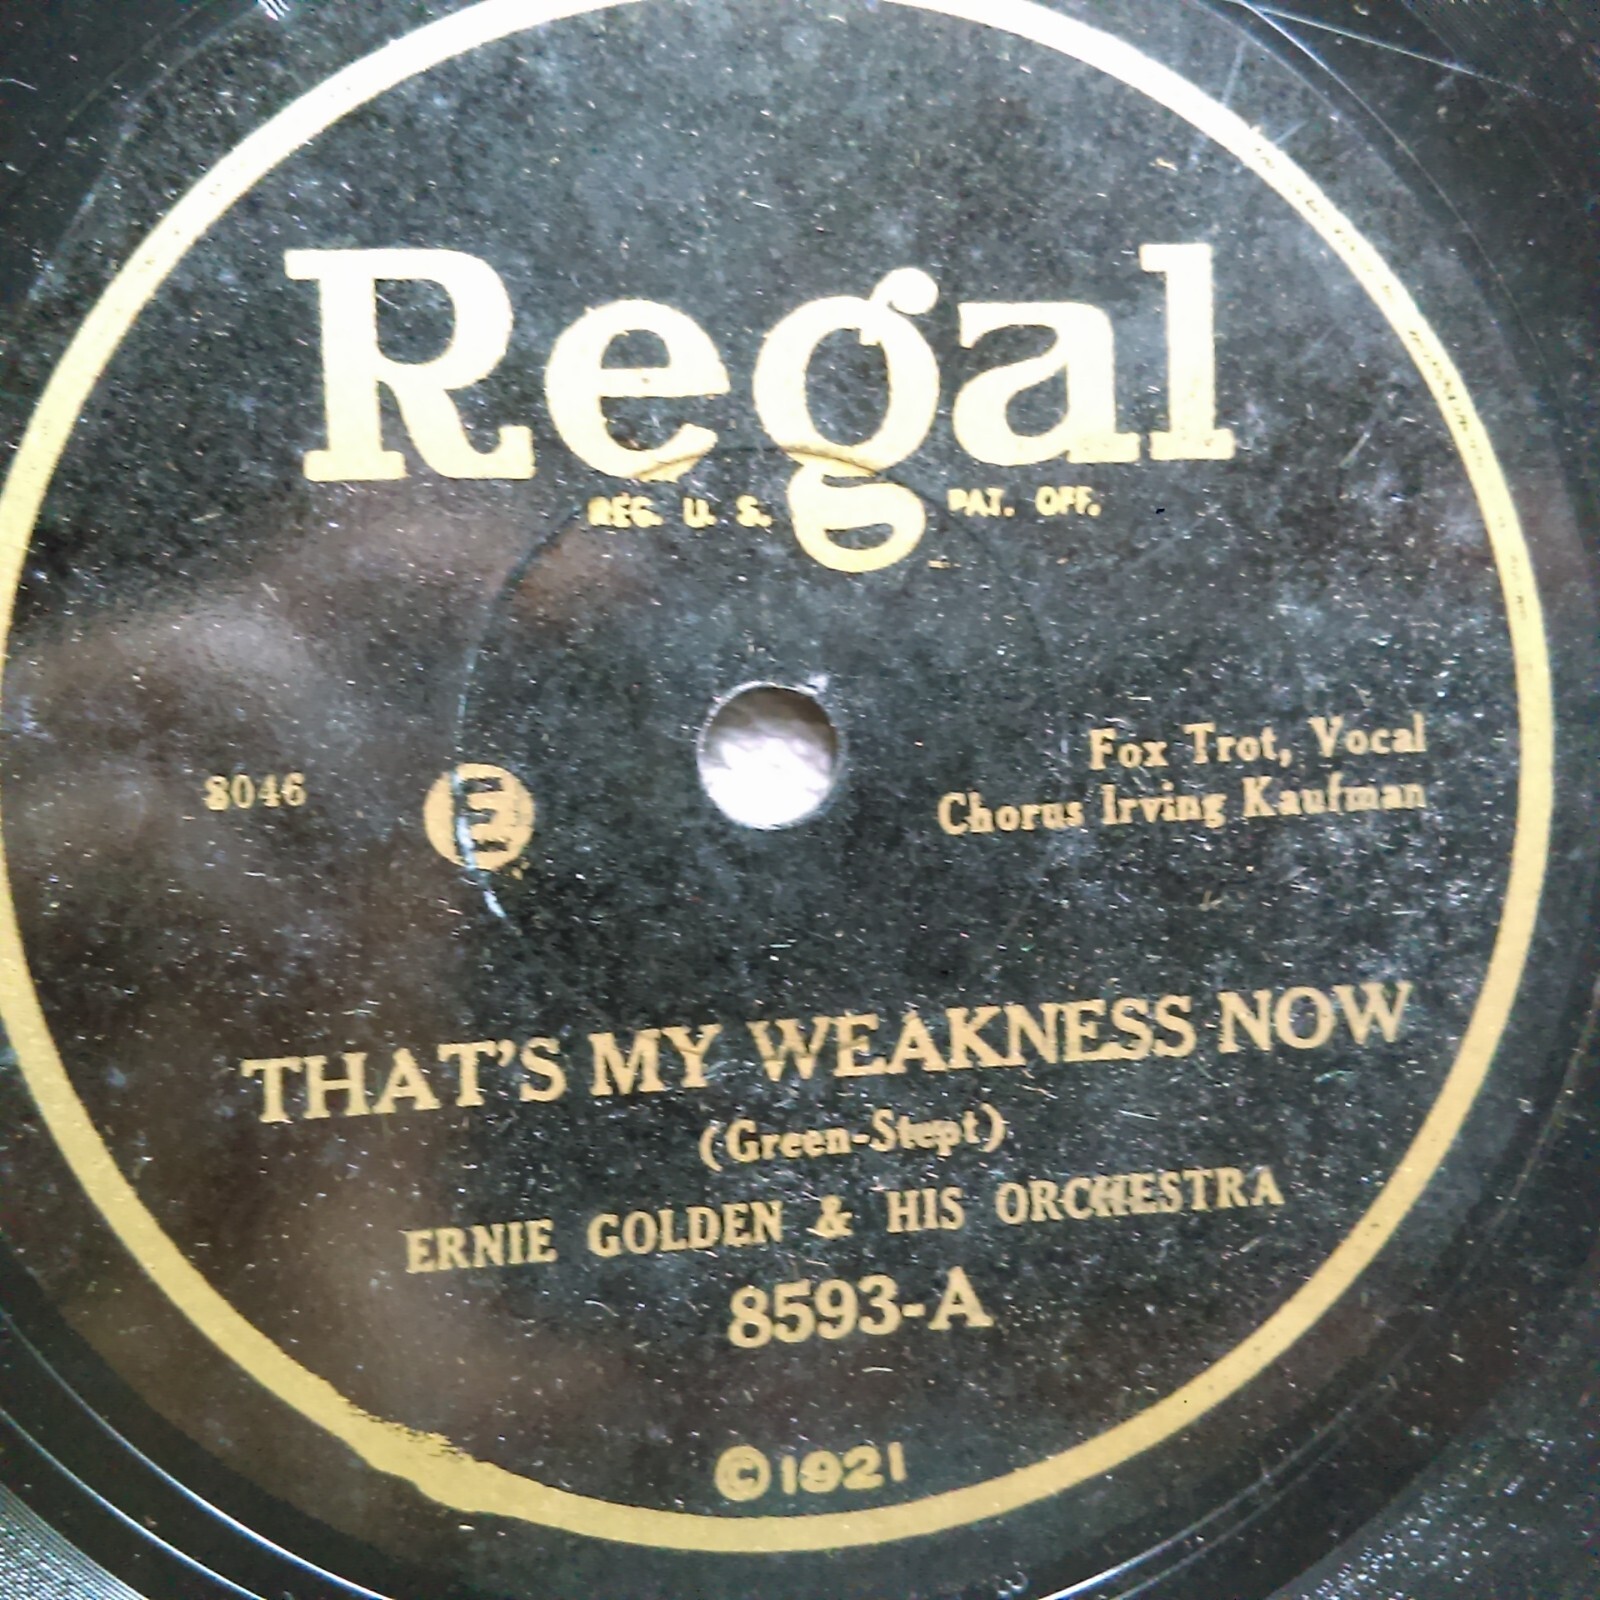 Regal
REG. U. S. PAT. OFF.
8046
E
Fox Trot, Vocal
Chorus Irving Kaufman
THAT'S MY WEAKNESS NOW
(Green-Stept)
ERNIE GOLDEN & HIS ORCHESTRA
8593-A
©1921